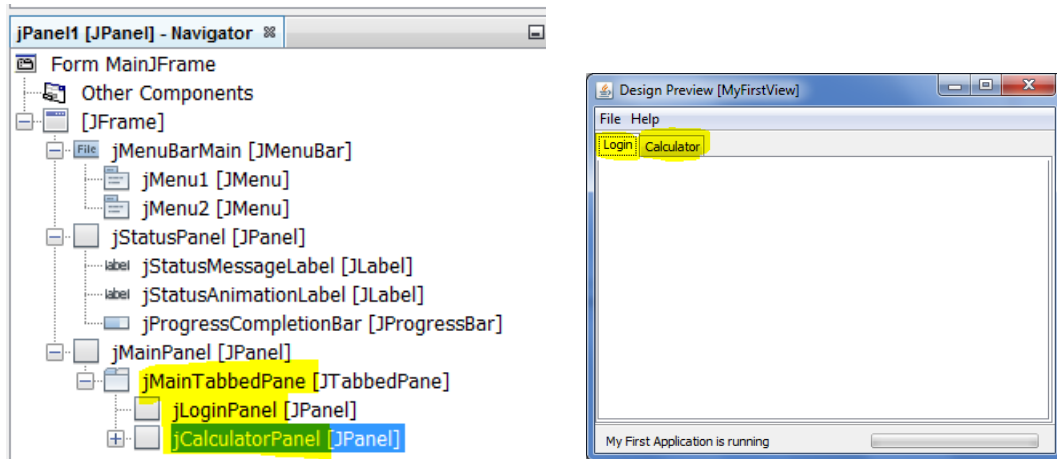 jPanel1 [JPanel] - Navigator
Form MainJFrame
Other Components
[JFrame]
File jMenuBarMain [JMenuBar]
jMenu1 [JMenu]
jMenu2 [JMenu]
jStatusPanel [JPanel]
label jStatusMessageLabel [JLabel]
label jStatusAnimationLabel [JLabel]
jProgressCompletionBar [JProgressBar]
jMainPanel [JPanel]
jMainTabbedPane [JTabbedPane]
jLoginPanel [JPanel]
jCalculatorPanel [JPanel]
Design Preview [MyFirstView]
File Help
Login Calculator
My First Application is running